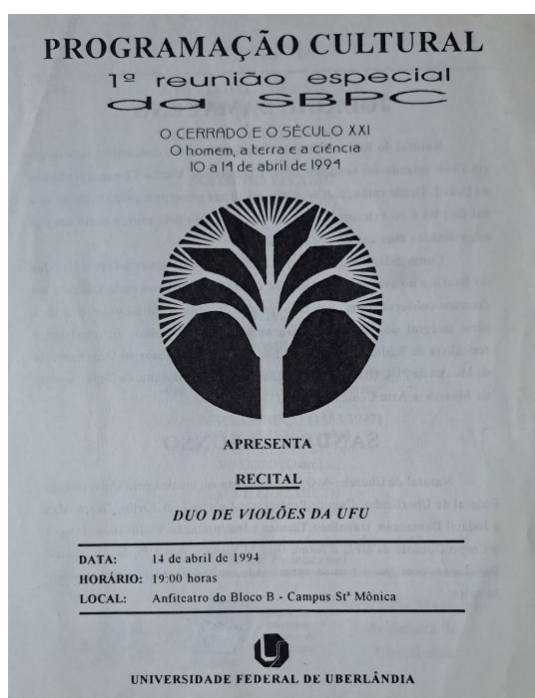 PROGRAMAÇÃO CULTURAL
1º reunião especial
da SBPC
O CERRADO E O SÉCULO XXI
O homem, a terra e a ciência
10 a 14 de abril de 1994
APRESENTA
RECITAL
DUO DE VIOLÕES DA UFU
DATA: 14 de abril de 1994
HORÁRIO: 19:00 horas
LOCAL: Anfiteatro do Bloco B - Campus Stª Mônica
UNIVERSIDADE FEDERAL DE UBERLÂNDIA